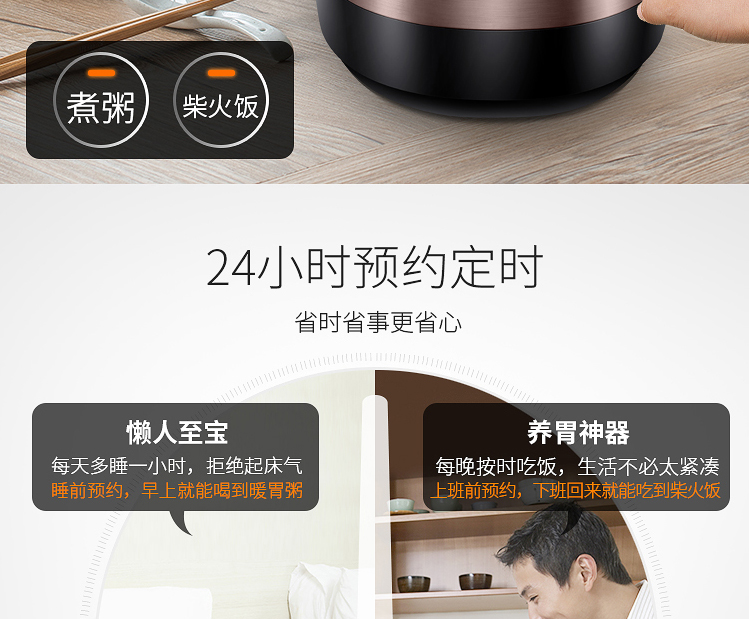 煮粥
柴火饭
24小时预约定时
省时省事更省心
懒人至宝
每天多睡一小时，拒绝起床气
睡前预约，早上就能喝到暖胃粥
养胃神器
每晚按时吃饭，生活不必太紧凑
上班前预约，下班回来就能吃到柴火饭